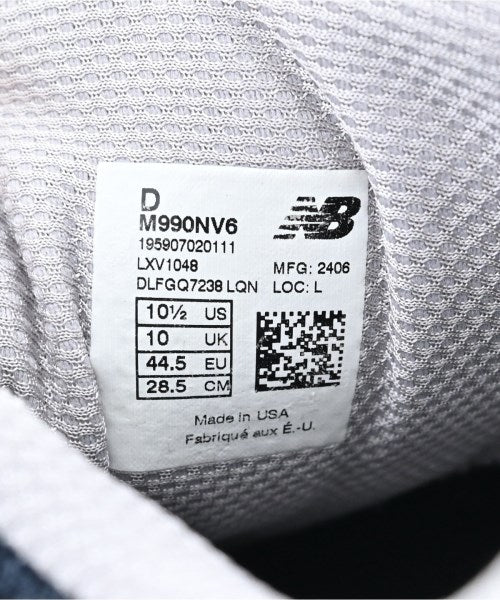 D
M990NV6
NB
195907020111
LXV1048 MFG: 2406
DLFGQ7238 LQN LOC: L
10½ US
10 UK
44.5 EU
28.5 CM
Made in USA
Fabriqué aux É.-U.